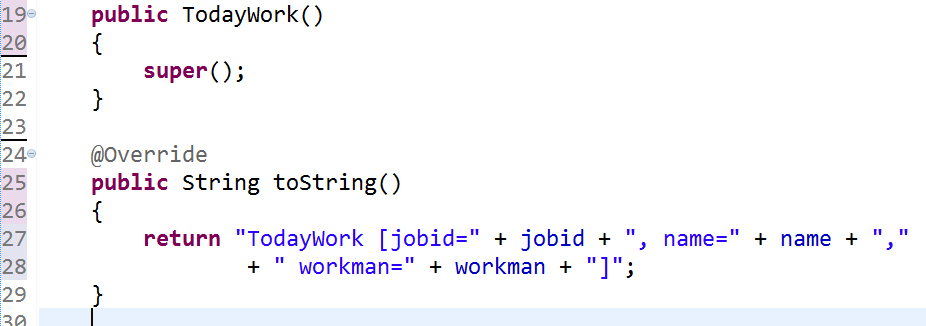 19 public TodayWork()
20 {
21 super();
22 }
23
24 @Override
25 public String toString()
26 {
27 return "TodayWork [jobid=" + jobid + ", name=" + name + ","
28 + " workman=" + workman + "]";
29 }
30